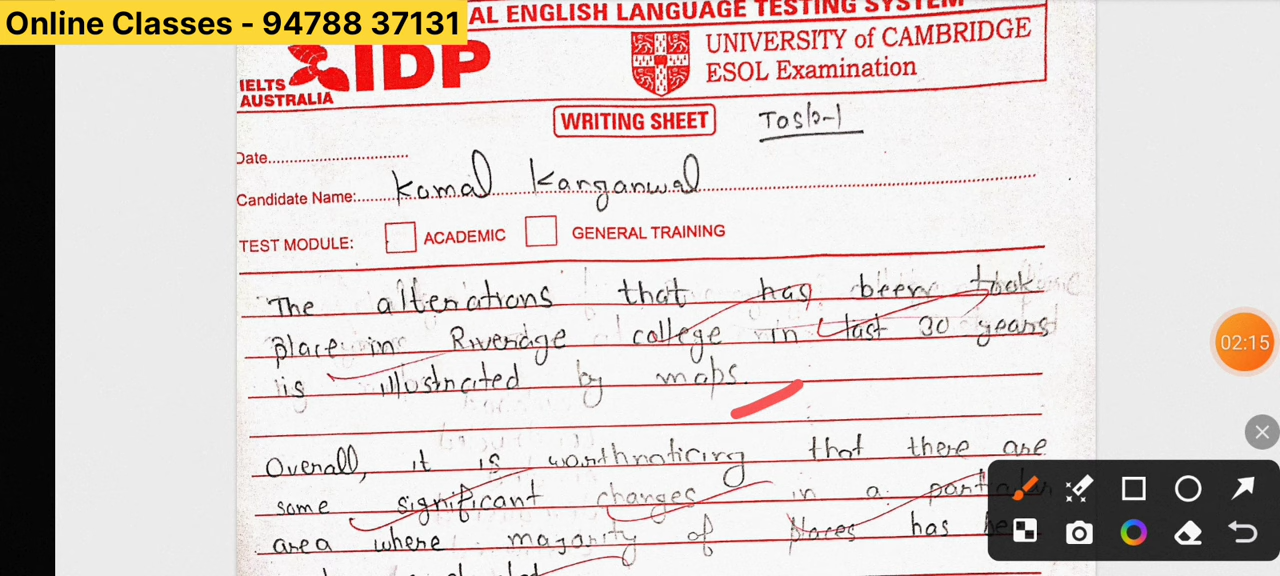 Online Classes - 94788 37131
AL ENGLISH LANGUAGE TESTING SYSTEM
IELTS
AUSTRALIA
IDP
UNIVERSITY of CAMBRIDGE
ESOL Examination
WRITING SHEET Task-1
Date
Candidate Name: Kamal Karganwal
TEST MODULE: ACADEMIC GENERAL TRAINING
The alterations that has been took
place in Riveridge college in last 30 years
is illustrated by maps.
02:15
Overall, it is worthnoticing that there are
some significant changes in a
area where majority of places has